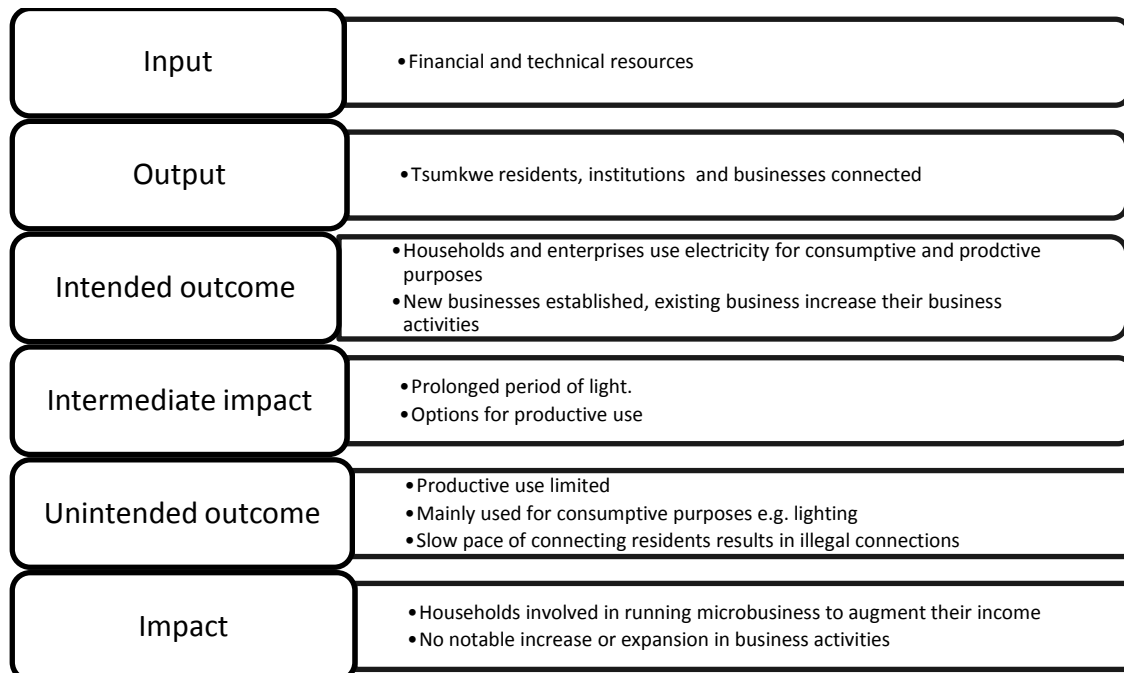 Input
•Financial and technical resources
Output
•Tsumkwe residents, institutions and businesses connected
Intended outcome
•Households and enterprises use electricity for consumptive and prodctive
purposes
•New businesses established, existing business increase their business
activities
Intermediate impact
•Prolonged period of light.
•Options for productive use
Unintended outcome
•Productive use limited
•Mainly used for consumptive purposes e.g. lighting
•Slow pace of connecting residents results in illegal connections
Impact
•Households involved in running microbusiness to augment their income
•No notable increase or expansion in business activities